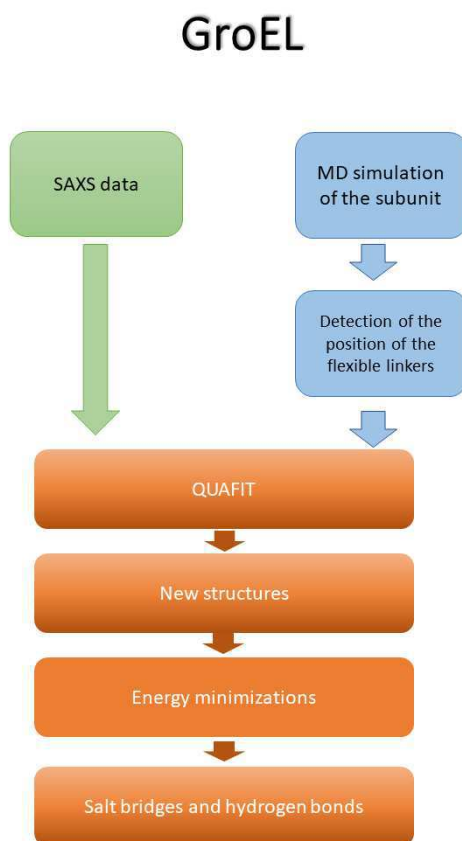 GroEL
SAXS data
MD simulation
of the subunit
Detection of the
position of the
flexible linkers
QUAFIT
New structures
Energy minimizations
Salt bridges and hydrogen bonds